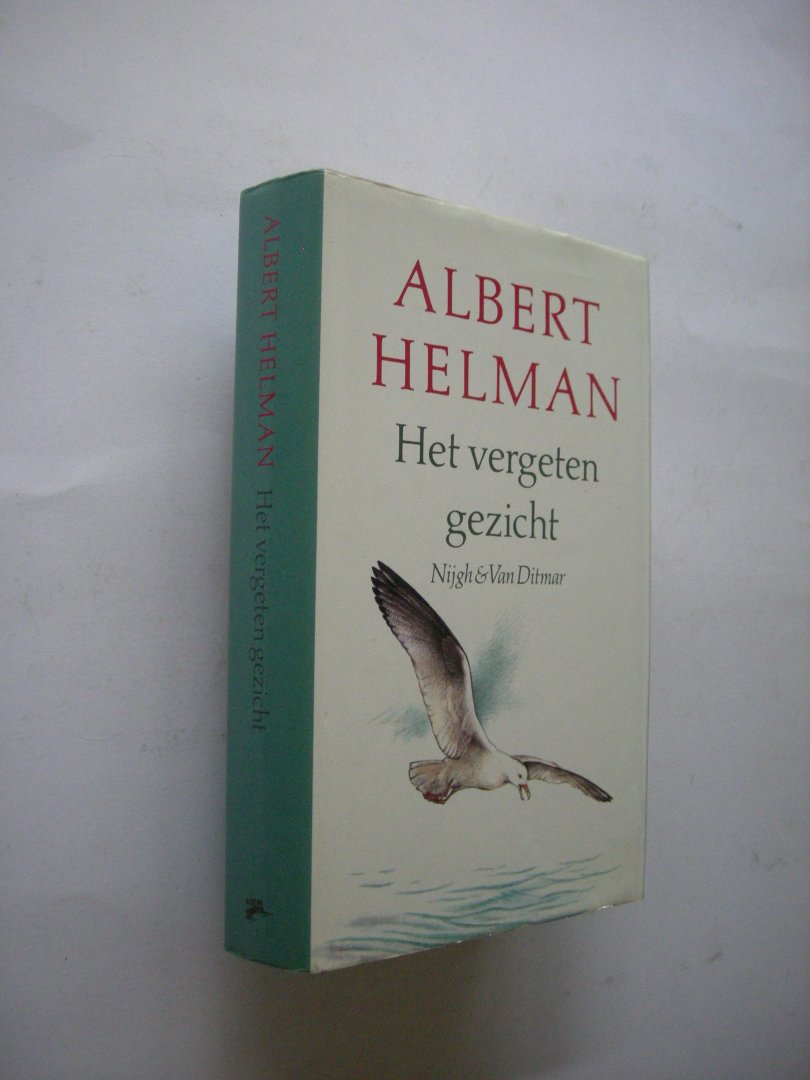 ALBERT HELMAN Het vergeten gezicht
ALBERT
HELMAN
Het vergeten
gezicht
Nijgh & Van Ditmar